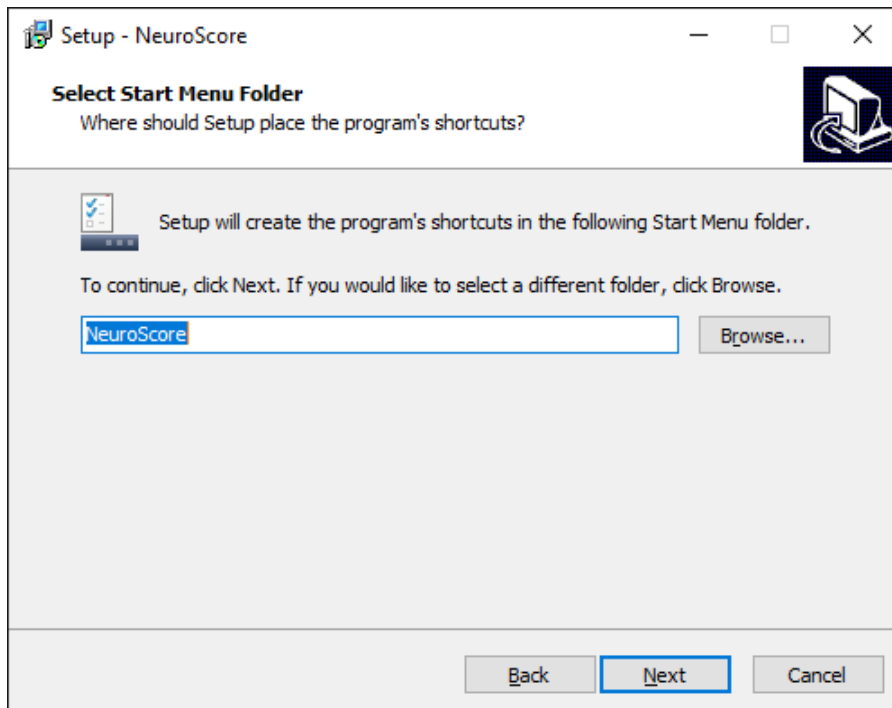 Setup - NeuroScore
Select Start Menu Folder
Where should Setup place the program's shortcuts?
Setup will create the program's shortcuts in the following Start Menu folder.
To continue, click Next. If you would like to select a different folder, click Browse.
NeuroScore
Browse...
Back
Next
Cancel